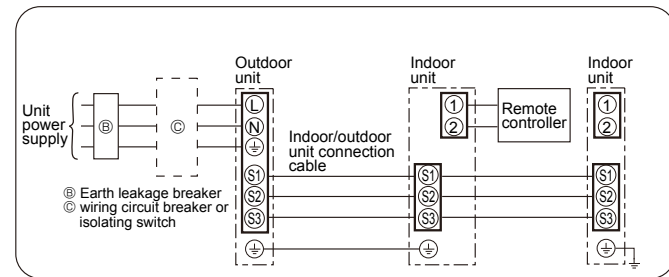 Outdoor
unit
Indoor
unit
Indoor
unit
Unit
power
supply
Ⓑ
Ⓒ
L
N
⏚
S1
S2
S3
⏚
Indoor/outdoor
unit connection
cable
1
2
Remote
controller
S1
S2
S3
⏚
1
2
S1
S2
S3
⏚
Ⓑ Earth leakage breaker
Ⓒ wiring circuit breaker or
isolating switch